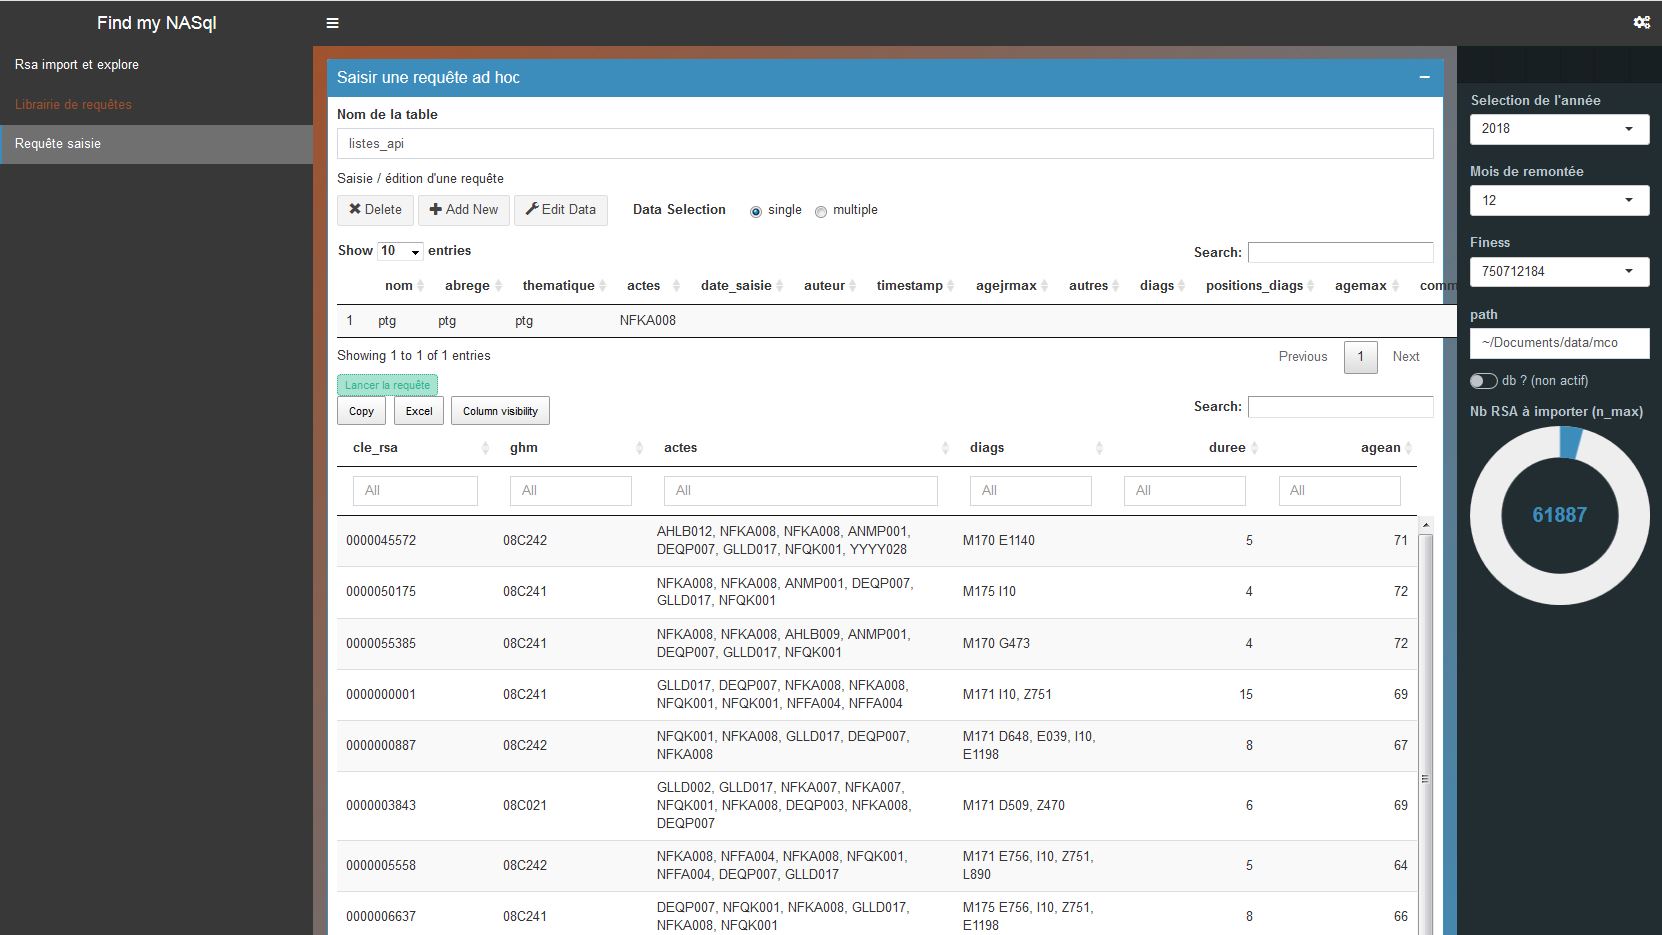 Find my NASql
Rsa import et explore
Librairie de requêtes
Requête saisie
Saisir une requête ad hoc
Nom de la table
listes_api
Saisie / édition d'une requête
Delete Add New Edit Data Data Selection single multiple
Show 10 entries Search:
nom abrege thematique actes date_saisie auteur timestamp agejrmax autres diags positions_diags agemax comm
1 ptg ptg ptg NFKA008
Showing 1 to 1 of 1 entries Previous 1 Next
Lancer la requête
Copy Excel Column visibility Search:
cle_rsa ghm actes diags duree agean
All All All All All All
0000045572 08C242 AHLB012, NFKA008, NFKA008, ANMP001, M170 E1140 5 71
DEQP007, GLLD017, NFQK001, YYYY028
0000050175 08C241 NFKA008, NFKA008, ANMP001, DEQP007, M175 I10 4 72
GLLD017, NFQK001
0000055385 08C241 NFKA008, NFKA008, AHLB009, ANMP001, M170 G473 4 72
DEQP007, GLLD017, NFQK001
0000000001 08C241 GLLD017, DEQP007, NFKA008, NFKA008, M171 I10, Z751 15 69
NFQK001, NFQK001, NFFA004, NFFA004
0000000887 08C242 NFQK001, NFKA008, GLLD017, DEQP007, M171 D648, E039, I10, 8 67
NFKA008 E1198
0000003843 08C021 GLLD002, GLLD017, NFKA007, NFKA007, M171 D509, Z470 6 69
NFQK001, NFKA008, DEQP003, NFKA008,
DEQP007
0000005558 08C242 NFKA008, NFFA004, NFKA008, NFQK001, M171 E756, I10, Z751, 5 64
NFFA004, DEQP007, GLLD017 L890
0000006637 08C241 DEQP007, NFQK001, NFKA008, GLLD017, M175 E756, I10, Z751, 8 66
NFKA008, NFQK001 E1198
Selection de l'année
2018
Mois de remontée
12
Finess
750712184
path
~/Documents/data/mco
db ? (non actif)
Nb RSA à importer (n_max)
61887